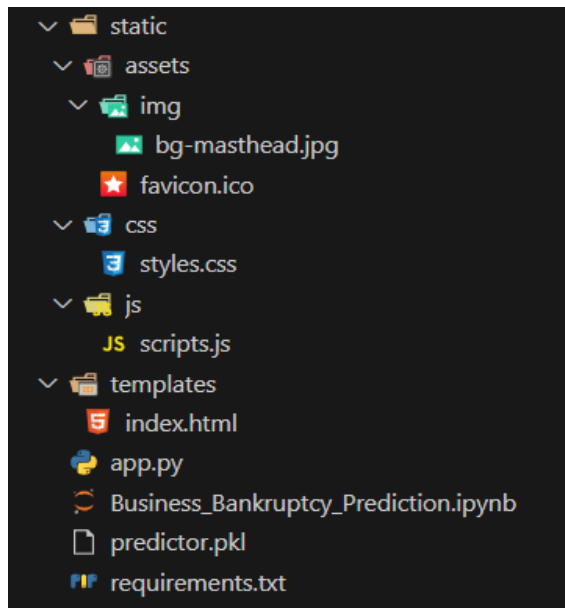 static
assets
img
bg-masthead.jpg
favicon.ico
css
styles.css
js
JS scripts.js
templates
index.html
app.py
Business_Bankruptcy_Prediction.ipynb
predictor.pkl
requirements.txt